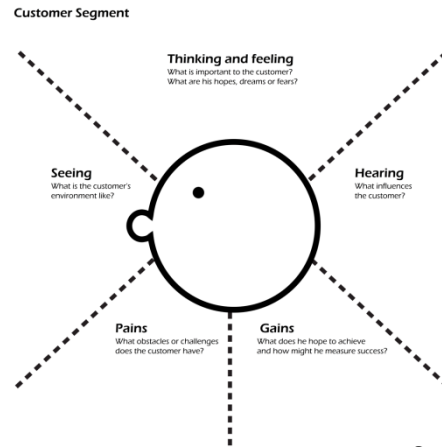 Customer Segment
Thinking and feeling
What is important to the customer?
What are his hopes, dreams or fears?
Seeing
What is the customer's
environment like?
Hearing
What influences
the customer?
Pains
What obstacles or challenges
does the customer have?
Gains
What does he hope to achieve
and how might he measure success?